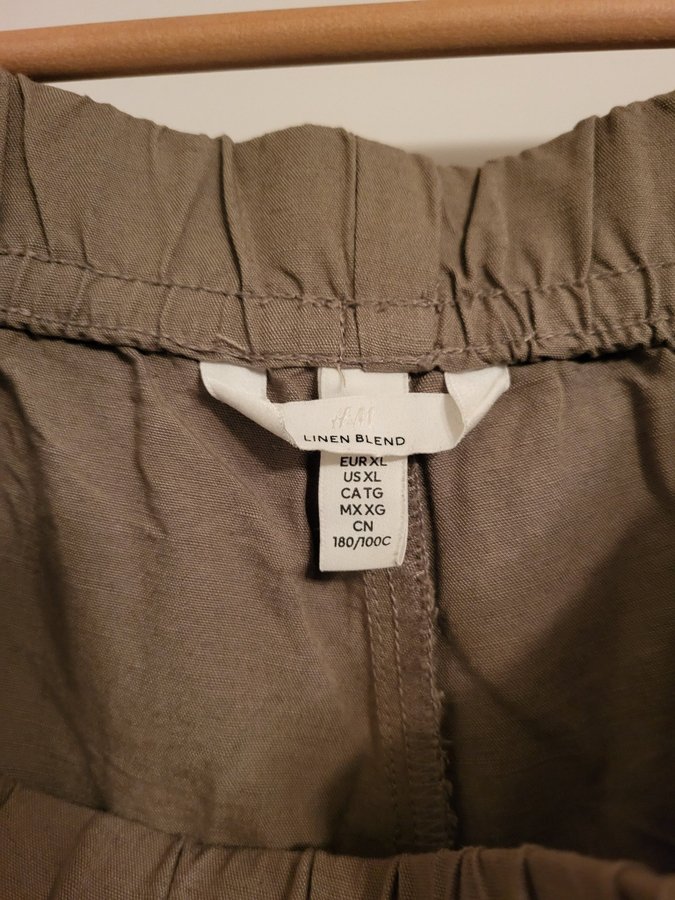 H&M
LINEN BLEND
EUR XL
US XL
CA TG
MX XG
CN
180/100C